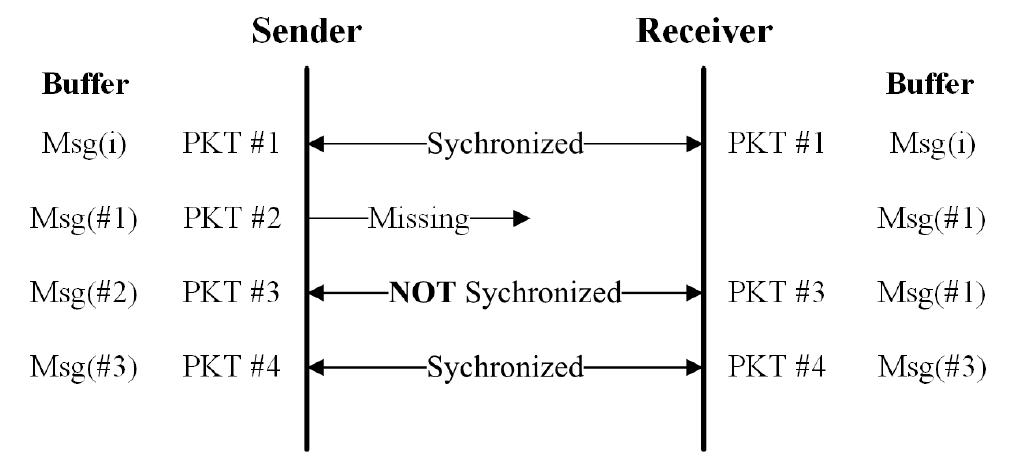 Sender Receiver
Buffer Buffer
Msg(i) PKT #1 Sychronized PKT #1 Msg(i)
Msg(#1) PKT #2 Missing Msg(#1)
Msg(#2) PKT #3 NOT Sychronized PKT #3 Msg(#1)
Msg(#3) PKT #4 Sychronized PKT #4 Msg(#3)